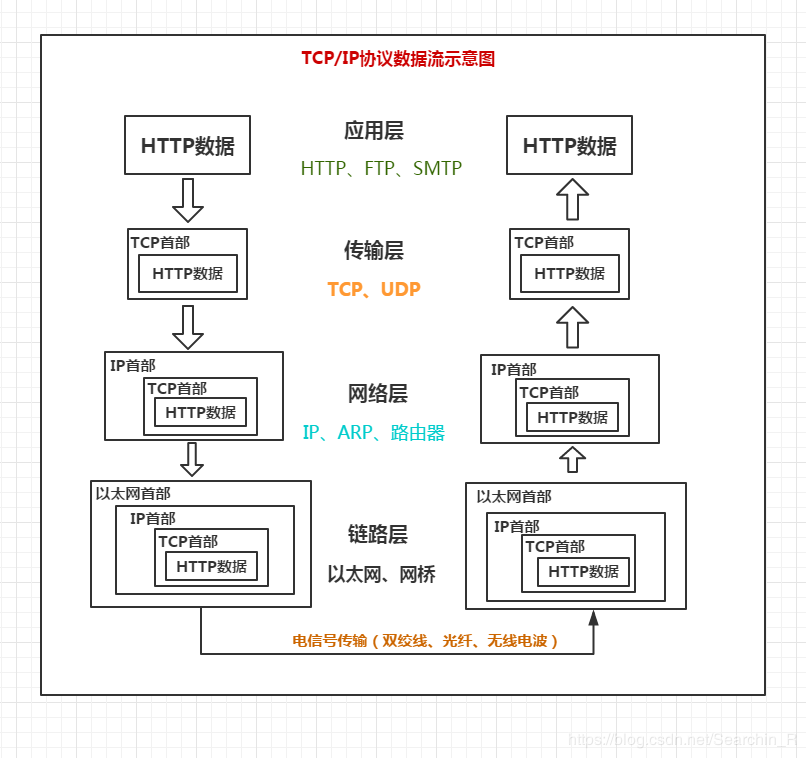 TCP/IP协议数据流示意图
HTTP数据
应用层
HTTP数据
HTTP、FTP、SMTP
TCP首部
HTTP数据
传输层
TCP、UDP
TCP首部
HTTP数据
IP首部
TCP首部
HTTP数据
网络层
IP、ARP、路由器
IP首部
TCP首部
HTTP数据
以太网首部
IP首部
TCP首部
HTTP数据
链路层
以太网、网桥
以太网首部
IP首部
TCP首部
HTTP数据
电信号传输（双绞线、光纤、无线电波）
https://blog.csdn.net/Searchin_R